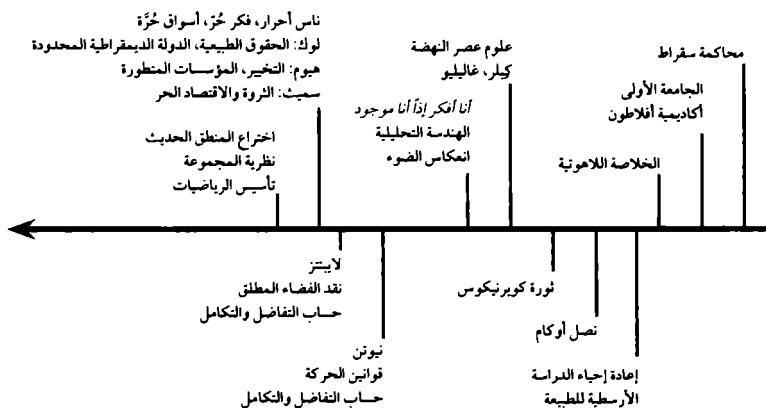 محاكمة سقراط
الجامعة الأولى
أكاديمية أفلاطون
الخلاصة اللاهوتية
إعادة إحياء الدراسة
الأرسطية للطبيعة
نصل أوكام
ثورة كوبرنيكوس
علوم عصر النهضة
كيلر، غاليليو
أنا أفكر إذاً أنا موجود
الهندسة التحليلية
انعكاس الضوء
نيوتن
قوانين الحركة
حساب التفاضل والتكامل
لايبنتز
نقد الفضاء المطلق
حساب التفاضل والتكامل
ناس أحرار، فكر حُرّ، أسواق حُرَّة
لوك: الحقوق الطبيعية، الدولة الديمقراطية المحدودة
هيوم: التخيير، المؤسسات المتطورة
سميث: الثروة والاقتصاد الحر
اختراع المنطق الحديث
نظرية المجموعة
تأسيس الرياضيات